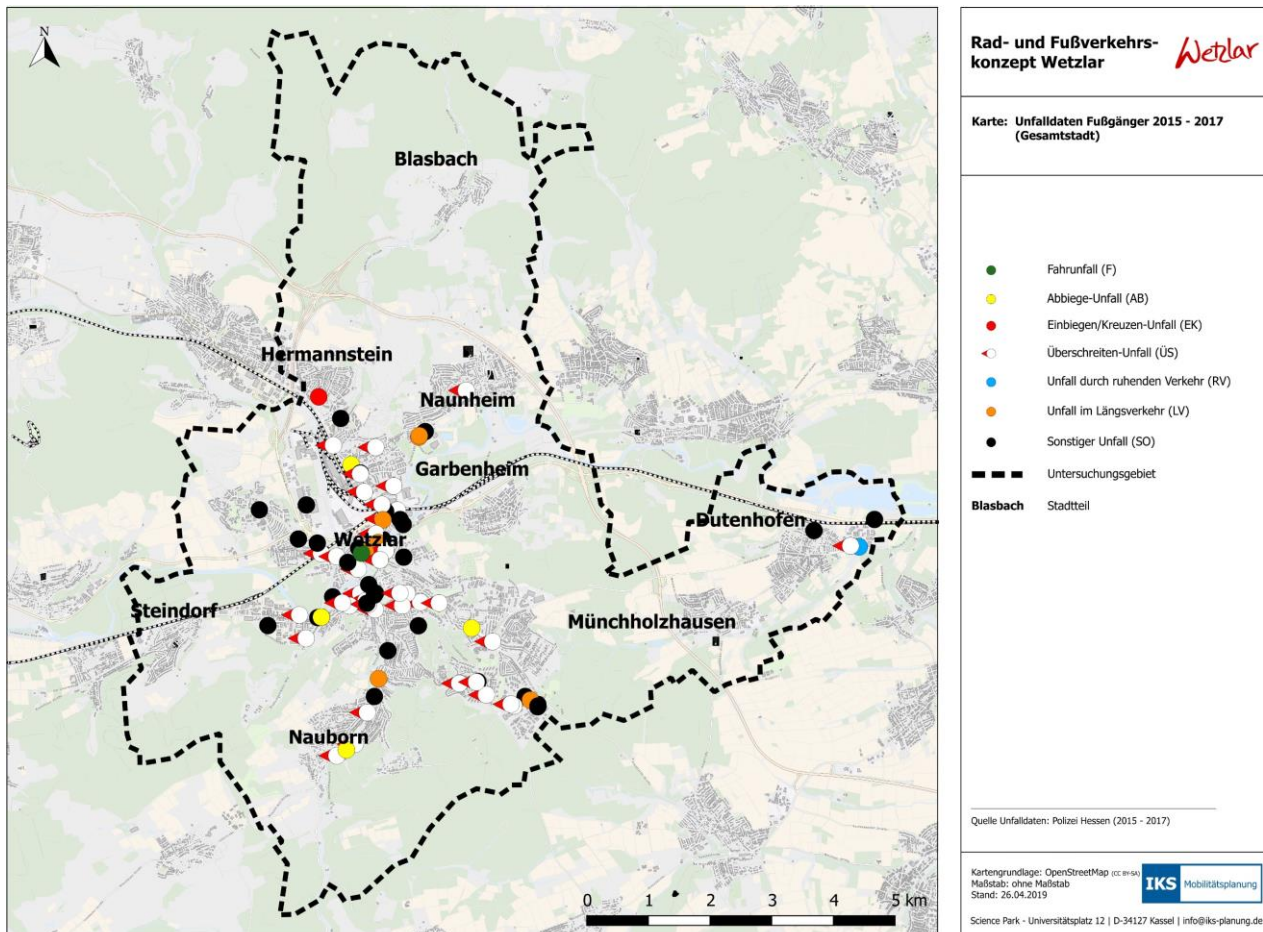 N
Blasbach
Hermannstein
Naunheim
Garbenheim
Dutenhofen
Wetzlar
Steindorf
Münchholzhausen
Nauborn
0 1 2 3 4 5 km
Rad- und Fußverkehrs-
konzept Wetzlar
Wetzlar
Karte: Unfalldaten Fußgänger 2015 - 2017
(Gesamtstadt)
Fahrunfall (F)
Abbiege-Unfall (AB)
Einbiegen/Kreuzen-Unfall (EK)
Überschreiten-Unfall (ÜS)
Unfall durch ruhenden Verkehr (RV)
Unfall im Längsverkehr (LV)
Sonstiger Unfall (SO)
Untersuchungsgebiet
Blasbach Stadtteil
Quelle Unfalldaten: Polizei Hessen (2015 - 2017)
Kartengrundlage: OpenStreetMap (CC BY-SA)
Maßstab: ohne Maßstab
Stand: 26.04.2019
IKS Mobilitätsplanung
Science Park - Universitätsplatz 12 | D-34127 Kassel | info@iks-planung.de